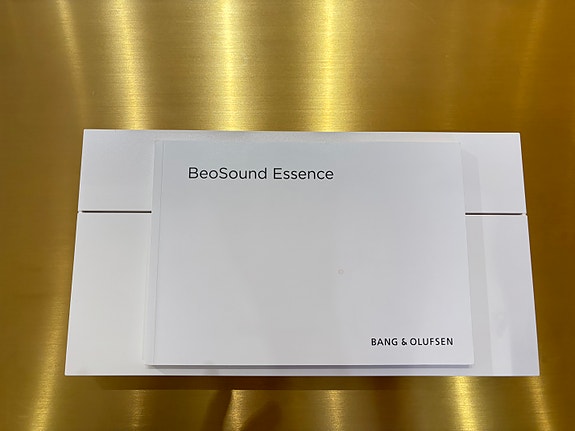 BeoSound Essence
BANG & OLUFSEN